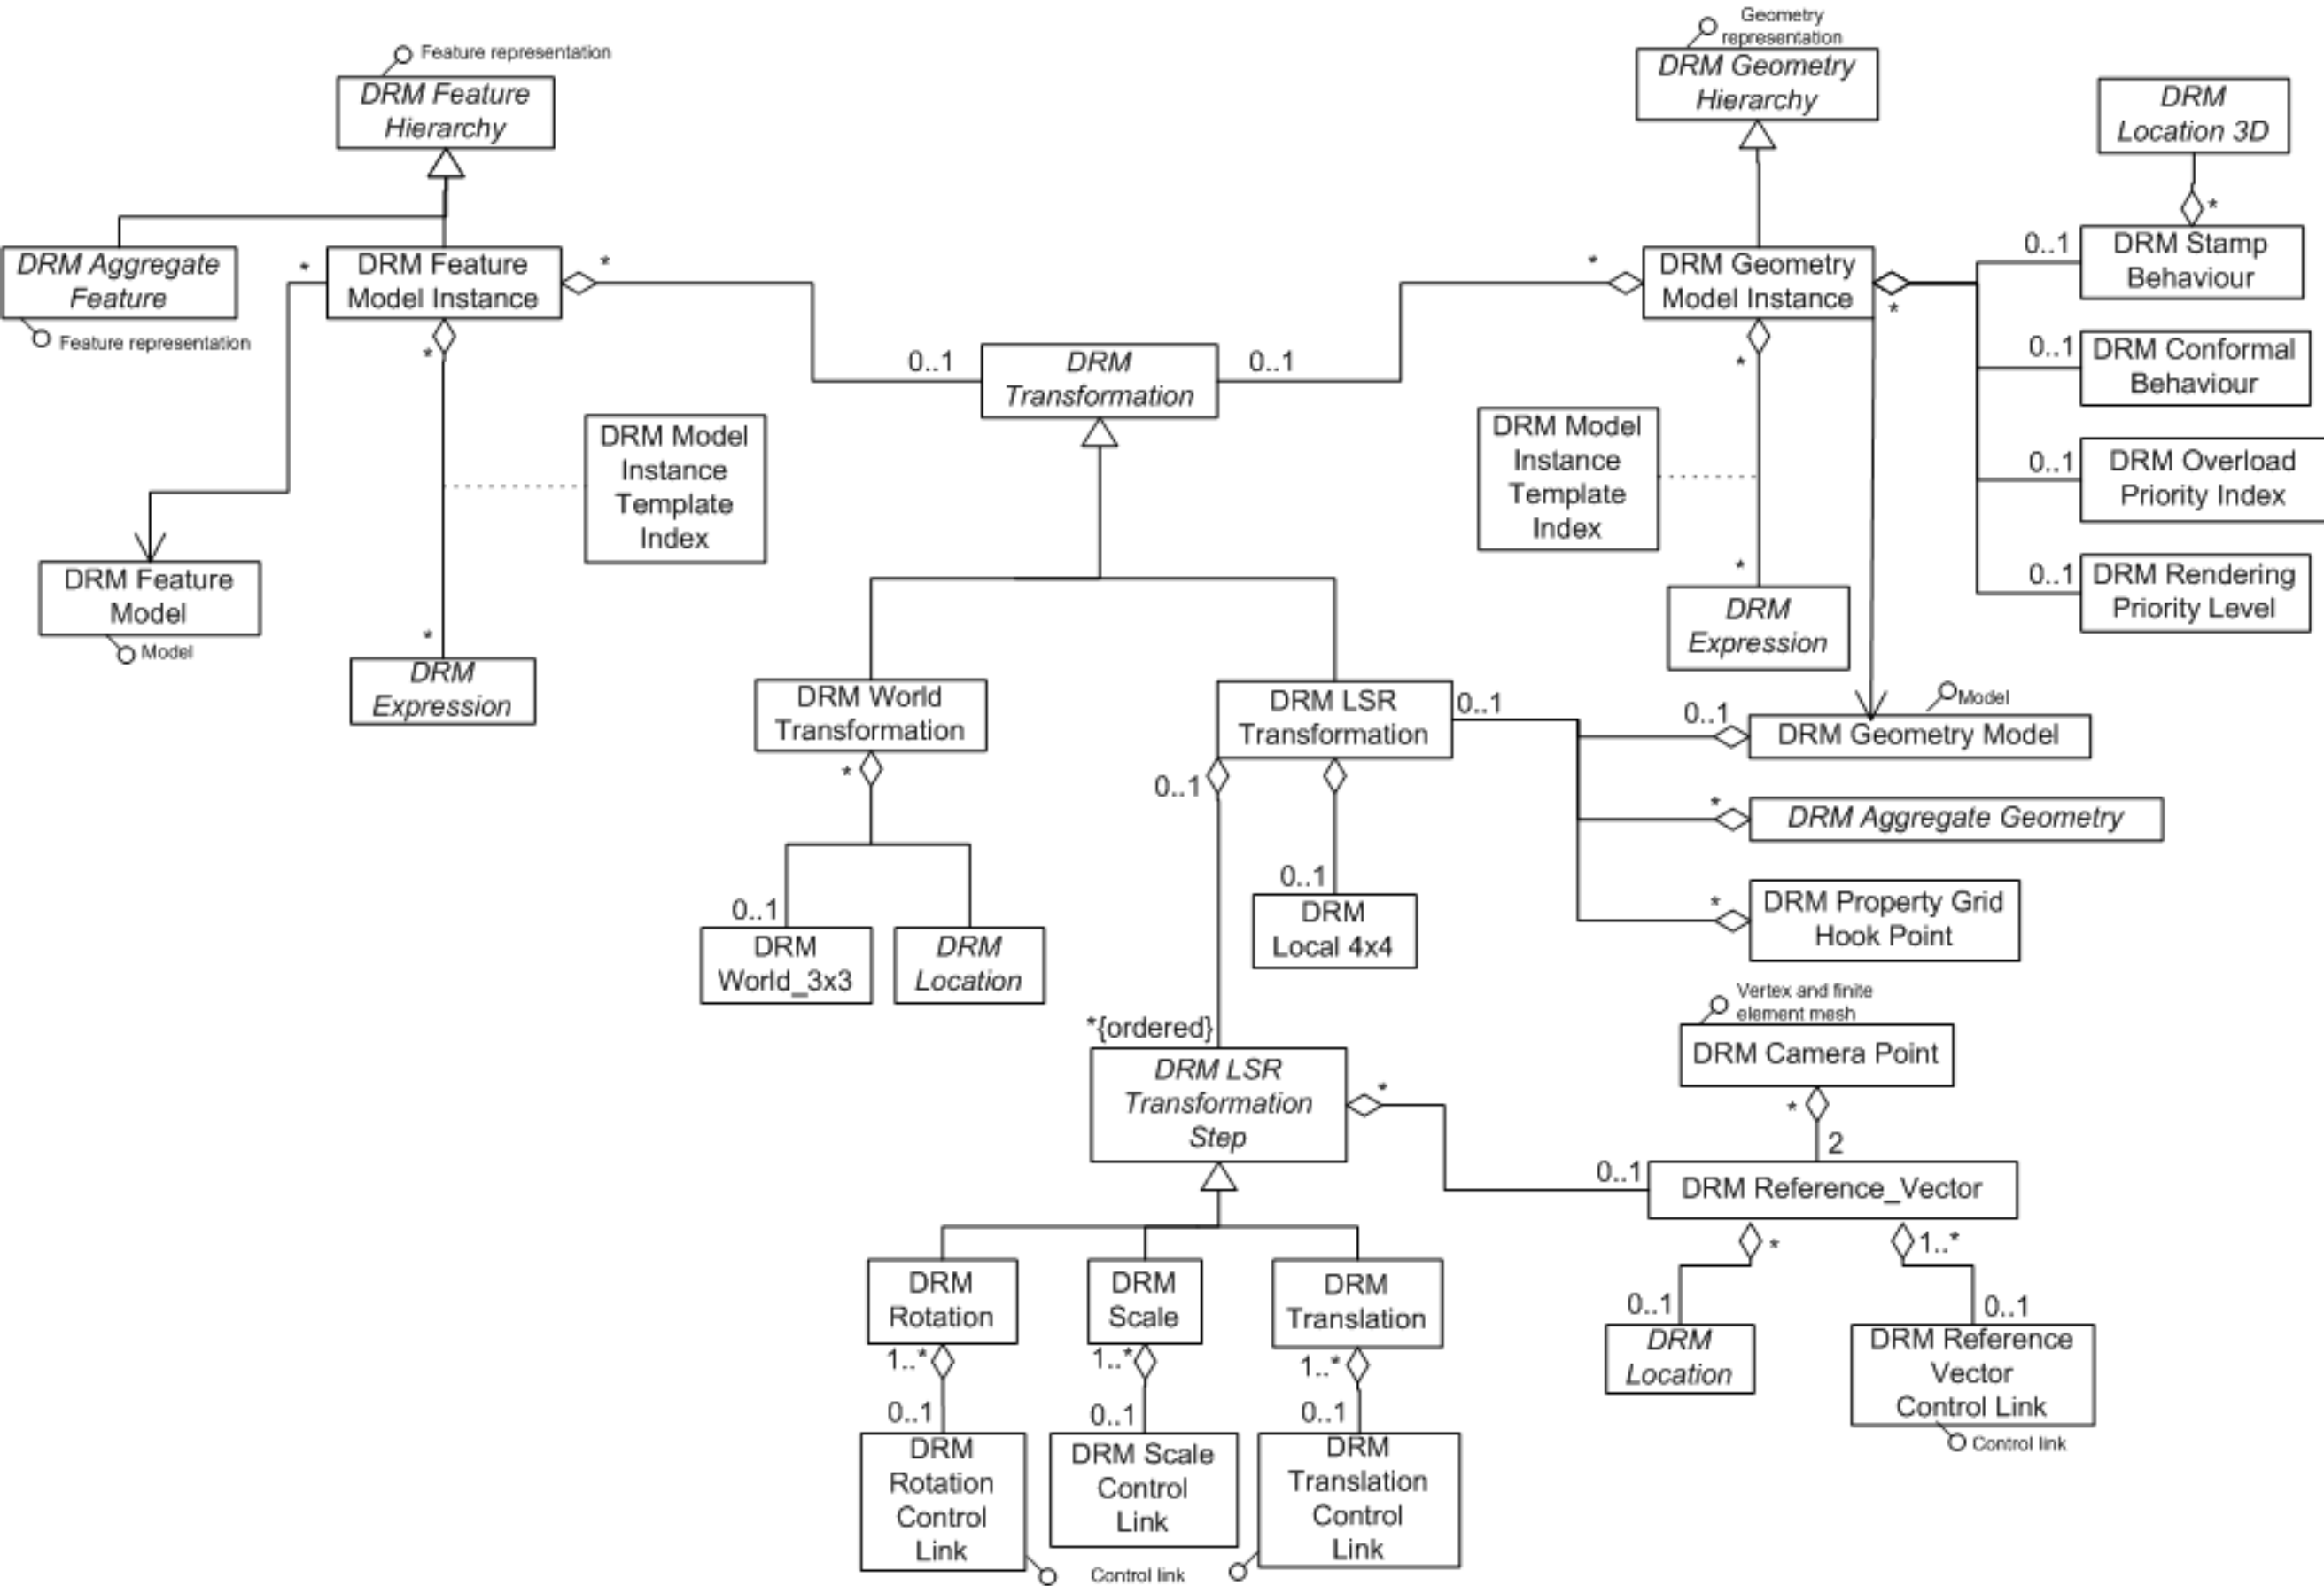 Feature representation
DRM Feature
Hierarchy
Geometry
representation
DRM Geometry
Hierarchy
DRM
Location 3D
*
DRM Aggregate
Feature
Feature representation
*
DRM Feature
Model Instance
*
*
*
DRM Geometry
Model Instance
*
*
0..1
DRM Stamp
Behaviour
0..1
DRM Conformal
Behaviour
0..1
DRM Overload
Priority Index
0..1
DRM Rendering
Priority Level
0..1
DRM
Transformation
0..1
DRM Model
Instance
Template
Index
DRM Model
Instance
Template
Index
DRM Feature
Model
Model
*
DRM
Expression
*
DRM
Expression
DRM World
Transformation
*
DRM LSR
Transformation
0..1
0..1
Model
DRM Geometry Model
*
DRM Aggregate Geometry
*
DRM Property Grid
Hook Point
0..1
0..1
DRM
World_3x3
DRM
Location
0..1
DRM
Local 4x4
*{ordered}
DRM LSR
Transformation
Step
*
Vertex and finite
element mesh
DRM Camera Point
*
2
0..1
DRM Reference_Vector
*
1..*
0..1
DRM
Location
0..1
DRM Reference
Vector
Control Link
Control link
DRM
Rotation
DRM
Scale
DRM
Translation
1..*
1..*
1..*
0..1
0..1
0..1
DRM
Rotation
Control
Link
DRM Scale
Control
Link
DRM
Translation
Control
Link
Control link